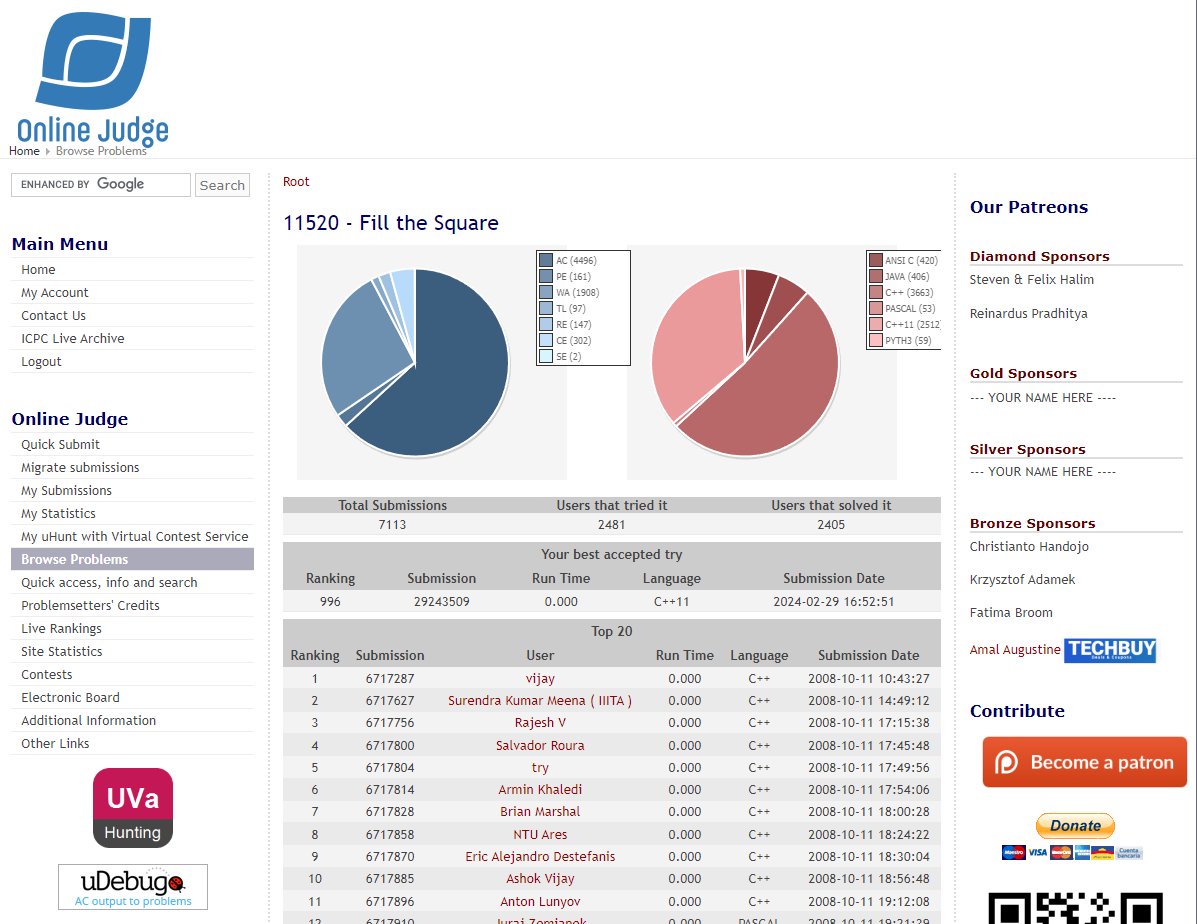 Online Judge
Home Browse Problems
ENHANCED BY Google Search
Main Menu
Home
My Account
Contact Us
ICPC Live Archive
Logout
Online Judge
Quick Submit
Migrate submissions
My Submissions
My Statistics
My uHunt with Virtual Contest Service
Browse Problems
Quick access, info and search
Problemsetters' Credits
Live Rankings
Site Statistics
Contests
Electronic Board
Additional Information
Other Links
UVa
Hunting
uDebug
AC output to problems
Root
11520 - Fill the Square
AC (4496)
PE (161)
WA (1908)
TL (97)
RE (147)
CE (302)
SE (2)
ANSI C (420)
JAVA (406)
C++ (3663)
PASCAL (53)
C++11 (2512)
PYTH3 (59)
Total Submissions Users that tried it Users that solved it
7113 2481 2405
Your best accepted try
Ranking Submission Run Time Language Submission Date
996 29243509 0.000 C++11 2024-02-29 16:52:51
Top 20
Ranking Submission User Run Time Language Submission Date
1 6717287 vijay 0.000 C++ 2008-10-11 10:43:27
2 6717627 Surendra Kumar Meena ( IIITA ) 0.000 C++ 2008-10-11 14:49:12
3 6717756 Rajesh V 0.000 C++ 2008-10-11 17:15:38
4 6717800 Salvador Roura 0.000 C++ 2008-10-11 17:45:48
5 6717804 try 0.000 C++ 2008-10-11 17:49:56
6 6717814 Armin Khaledi 0.000 C++ 2008-10-11 17:54:06
7 6717828 Brian Marshal 0.000 C++ 2008-10-11 18:00:28
8 6717858 NTU Ares 0.000 C++ 2008-10-11 18:24:22
9 6717870 Eric Alejandro Destefanis 0.000 C++ 2008-10-11 18:30:04
10 6717885 Ashok Vijay 0.000 C++ 2008-10-11 18:56:48
11 6717896 Anton Lunyov 0.000 C++ 2008-10-11 19:12:08
12 6717910 Juraj Zemianek 0.000 PASCAL 2008-10-11 19:21:29
Our Patreons
Diamond Sponsors
Steven & Felix Halim
Reinardus Pradhitya
Gold Sponsors
--- YOUR NAME HERE ----
Silver Sponsors
--- YOUR NAME HERE ----
Bronze Sponsors
Christianto Handojo
Krzysztof Adamek
Fatima Broom
Amal Augustine TECHBUY
Deals & Coupons
Contribute
Become a patron
Donate
Maestro VISA
Cuenta
bancaria